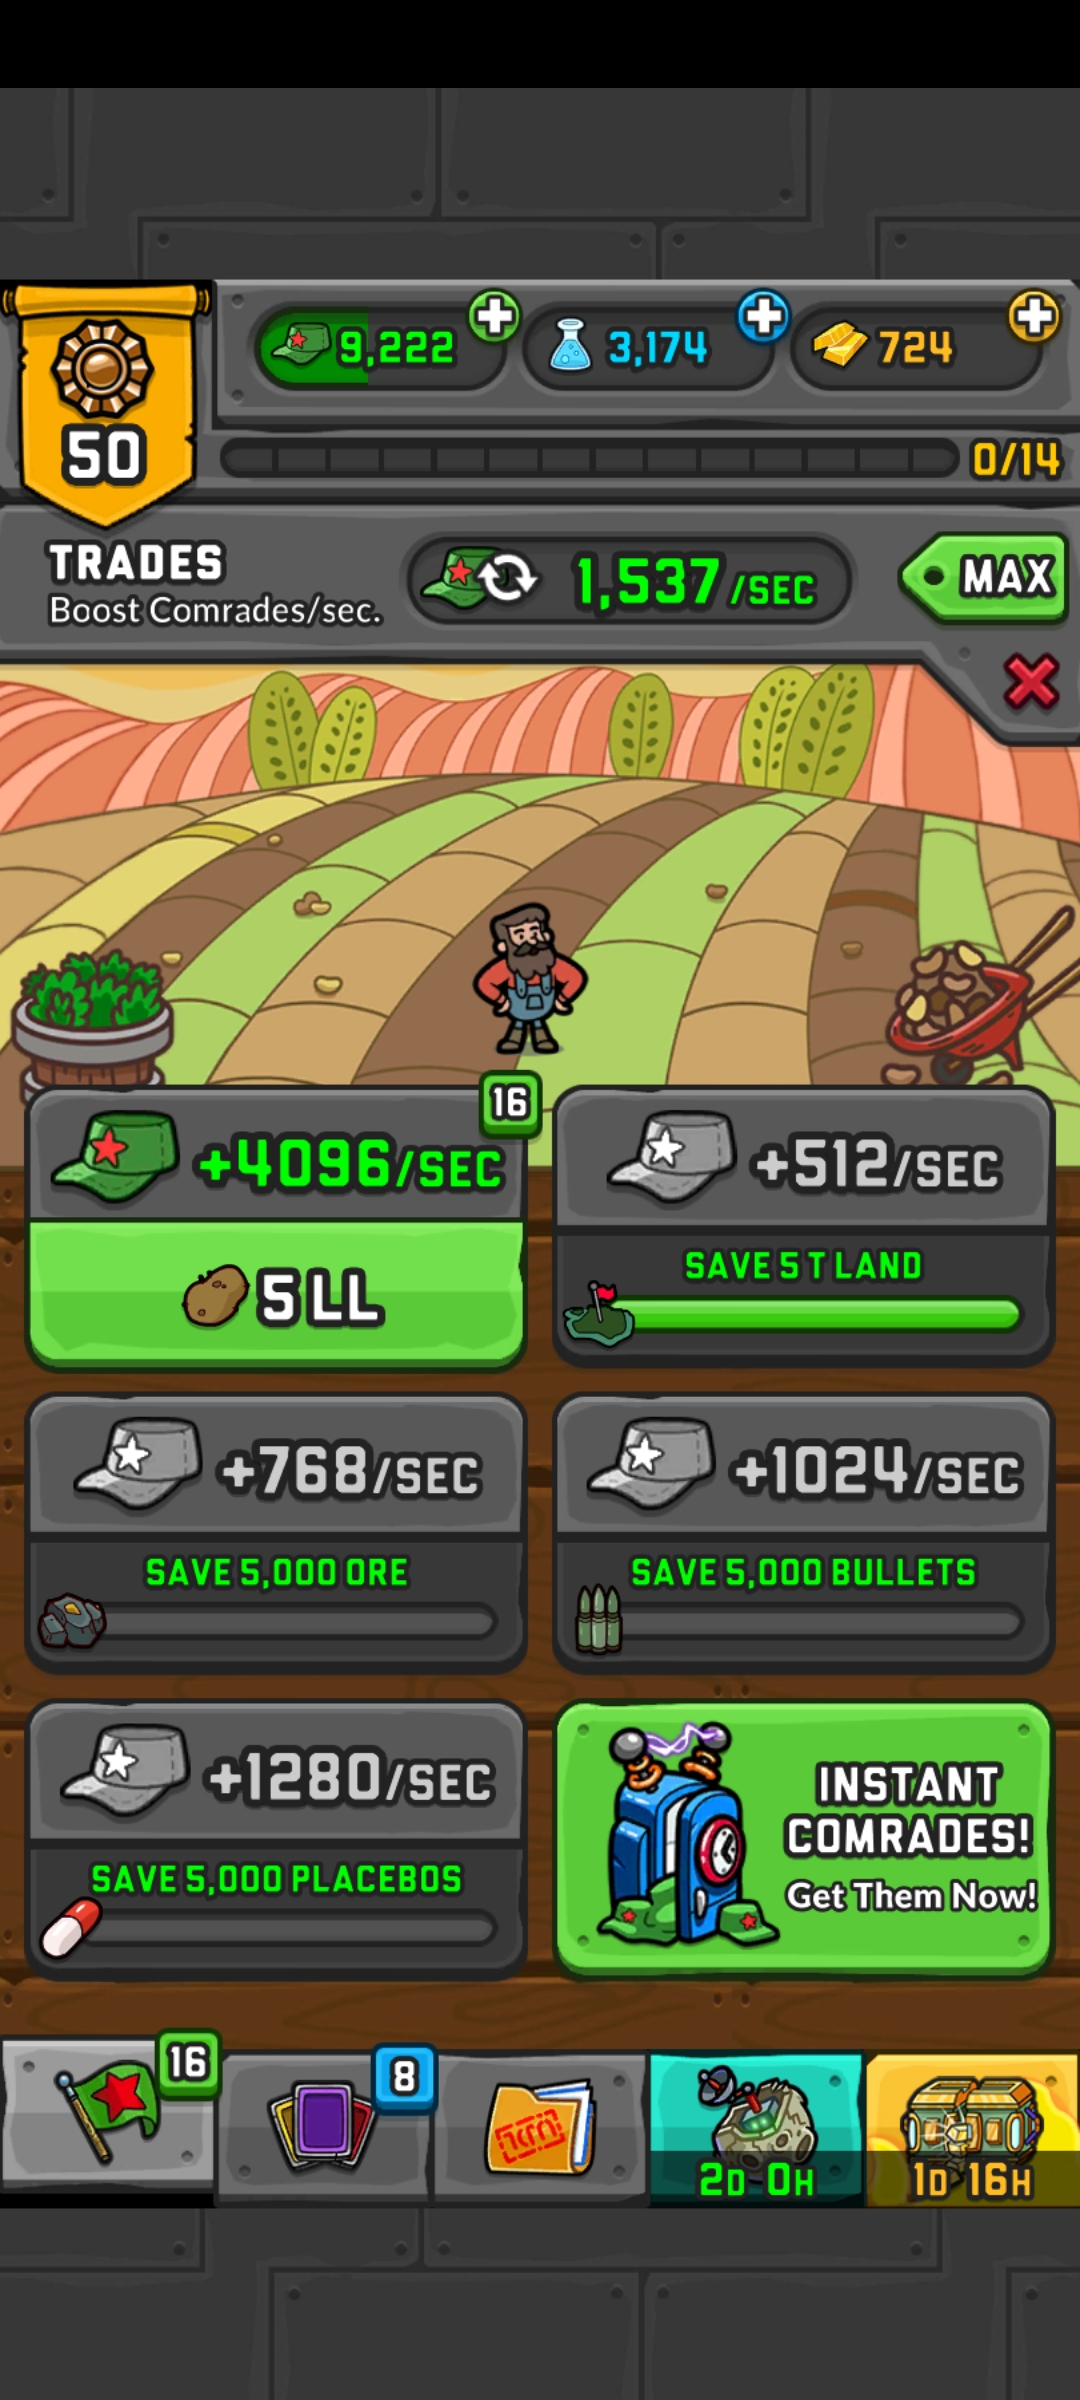 9,222
3,174
724
50
0/14
TRADES
Boost Comrades/sec.
1,537/SEC
MAX
16
+4096/SEC
5 LL
+512/SEC
SAVE 5 T LAND
+768/SEC
SAVE 5,000 ORE
+1024/SEC
SAVE 5,000 BULLETS
+1280/SEC
SAVE 5,000 PLACEBOS
INSTANT
COMRADES!
Get Them Now!
16
8
2D 0H
1D 16H